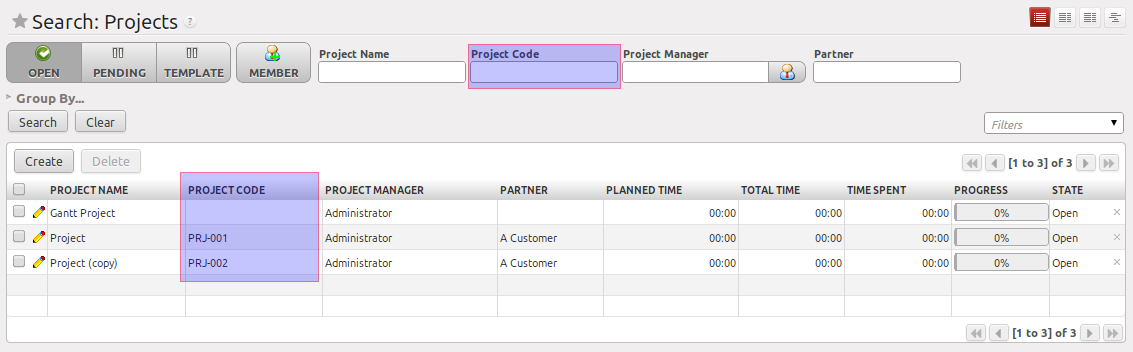 Search: Projects ?
OPEN PENDING TEMPLATE MEMBER
Project Name Project Code Project Manager Partner
Group By...
Search Clear Filters
Create Delete [1 to 3] of 3
PROJECT NAME PROJECT CODE PROJECT MANAGER PARTNER PLANNED TIME TOTAL TIME TIME SPENT PROGRESS STATE
Gantt Project Administrator 00:00 00:00 00:00 0% Open
Project PRJ-001 Administrator A Customer 00:00 00:00 00:00 0% Open
Project (copy) PRJ-002 Administrator A Customer 00:00 00:00 00:00 0% Open
[1 to 3] of 3